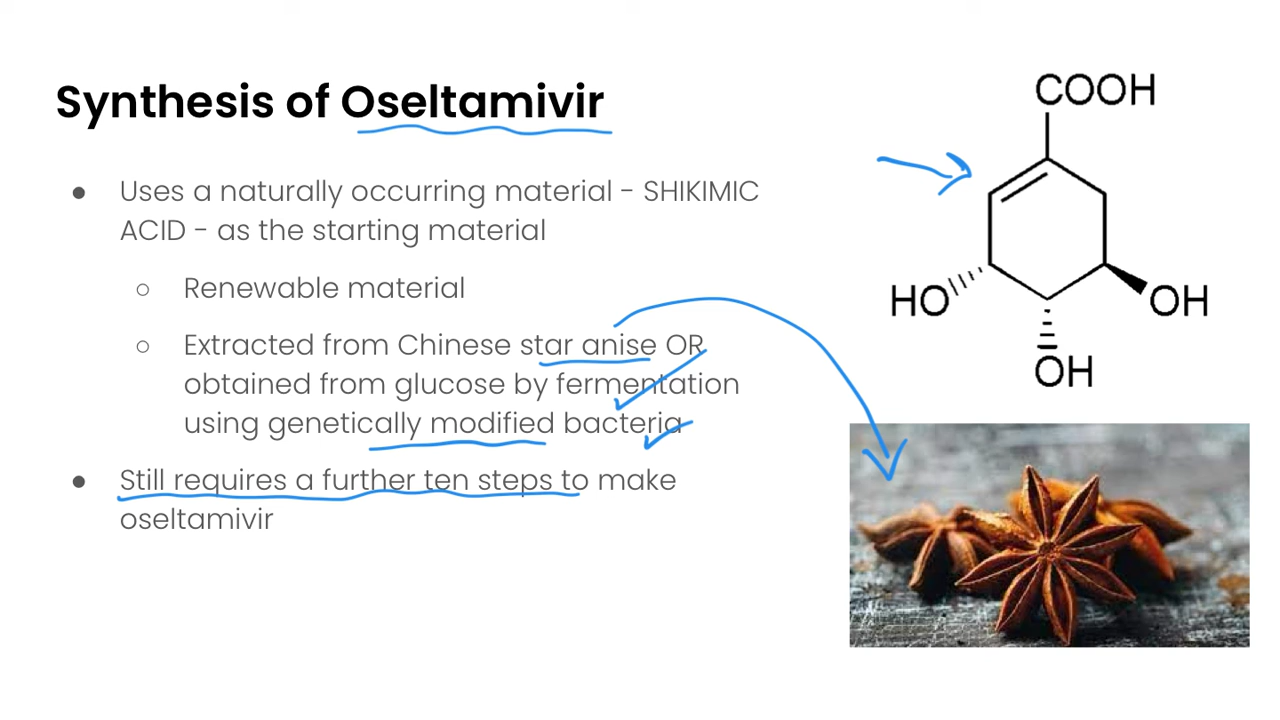 Synthesis of Oseltamivir
● Uses a naturally occurring material - SHIKIMIC
ACID - as the starting material
○ Renewable material
○ Extracted from Chinese star anise OR
obtained from glucose by fermentation
using genetically modified bacteria
● Still requires a further ten steps to make
oseltamivir
COOH
HO
OH
OH